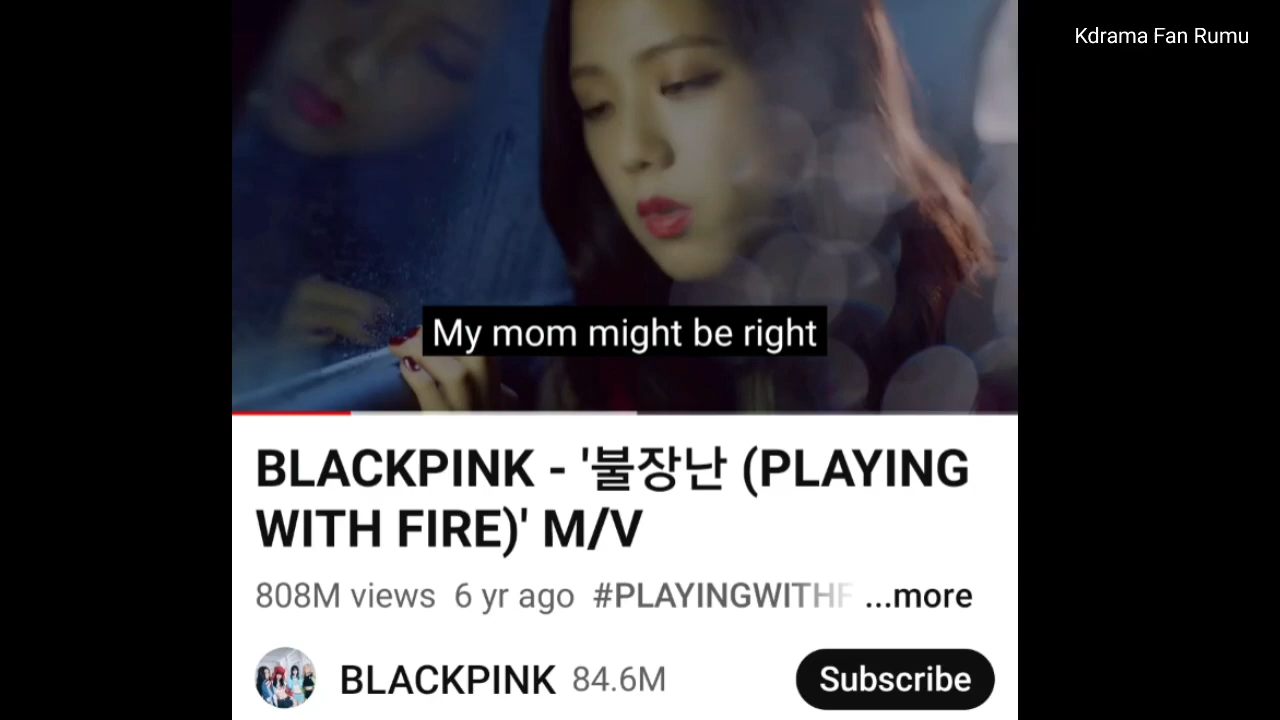 Kdrama Fan Rumu
My mom might be right
BLACKPINK - '불장난 (PLAYING
WITH FIRE)' M/V
808M views 6 yr ago #PLAYINGWITHF ...more
BLACKPINK 84.6M Subscribe